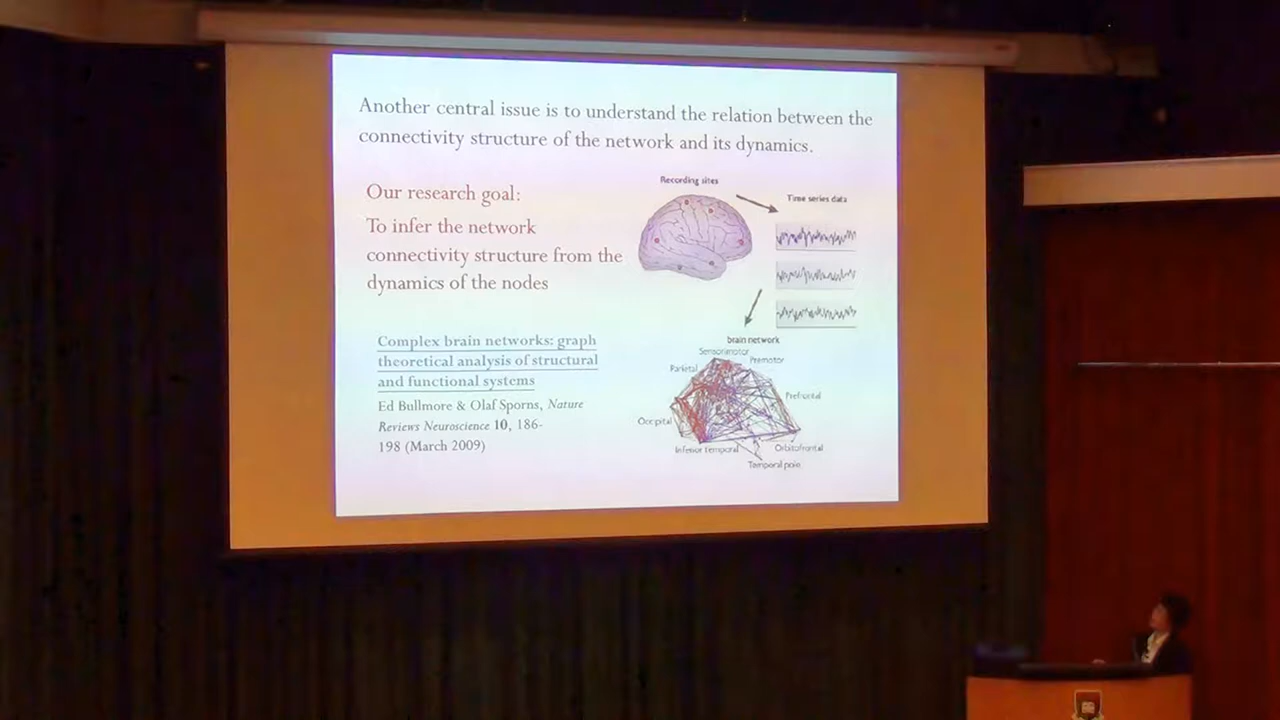 Another central issue is to understand the relation between the
connectivity structure of the network and its dynamics.
Our research goal:
To infer the network
connectivity structure from the
dynamics of the nodes
Recording sites
Time series data
brain network
Sensorimotor
Premotor
Parietal
Prefrontal
Occipital
Inferior temporal
Orbitofrontal
Temporal pole
Complex brain networks: graph
theoretical analysis of structural
and functional systems
Ed Bullmore & Olaf Sporns, Nature
Reviews Neuroscience 10, 186-
198 (March 2009)